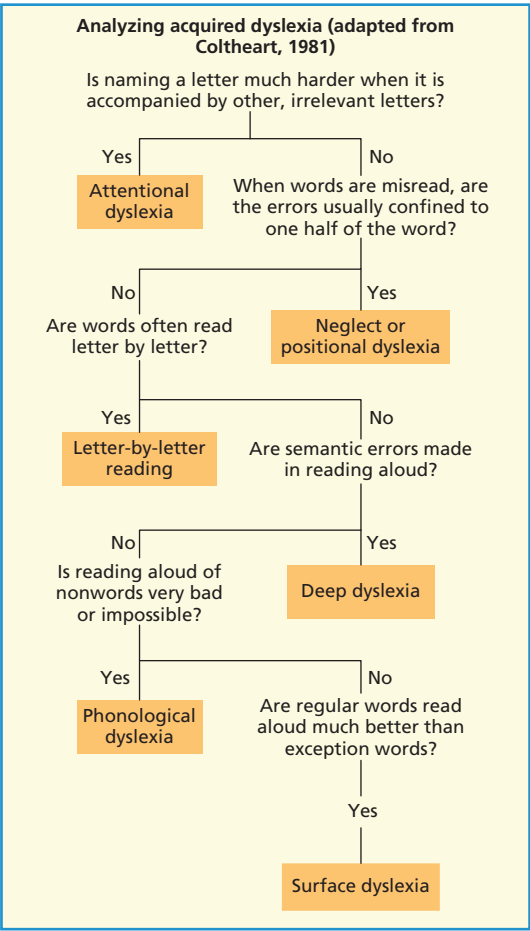 Analyzing acquired dyslexia (adapted from
Coltheart, 1981)
Is naming a letter much harder when it is
accompanied by other, irrelevant letters?
Yes
No
Attentional
dyslexia
When words are misread, are
the errors usually confined to
one half of the word?
No
Yes
Are words often read
letter by letter?
Neglect or
positional dyslexia
Yes
No
Letter-by-letter
reading
Are semantic errors made
in reading aloud?
No
Yes
Is reading aloud of
nonwords very bad
or impossible?
Deep dyslexia
Yes
No
Phonological
dyslexia
Are regular words read
aloud much better than
exception words?
Yes
Surface dyslexia